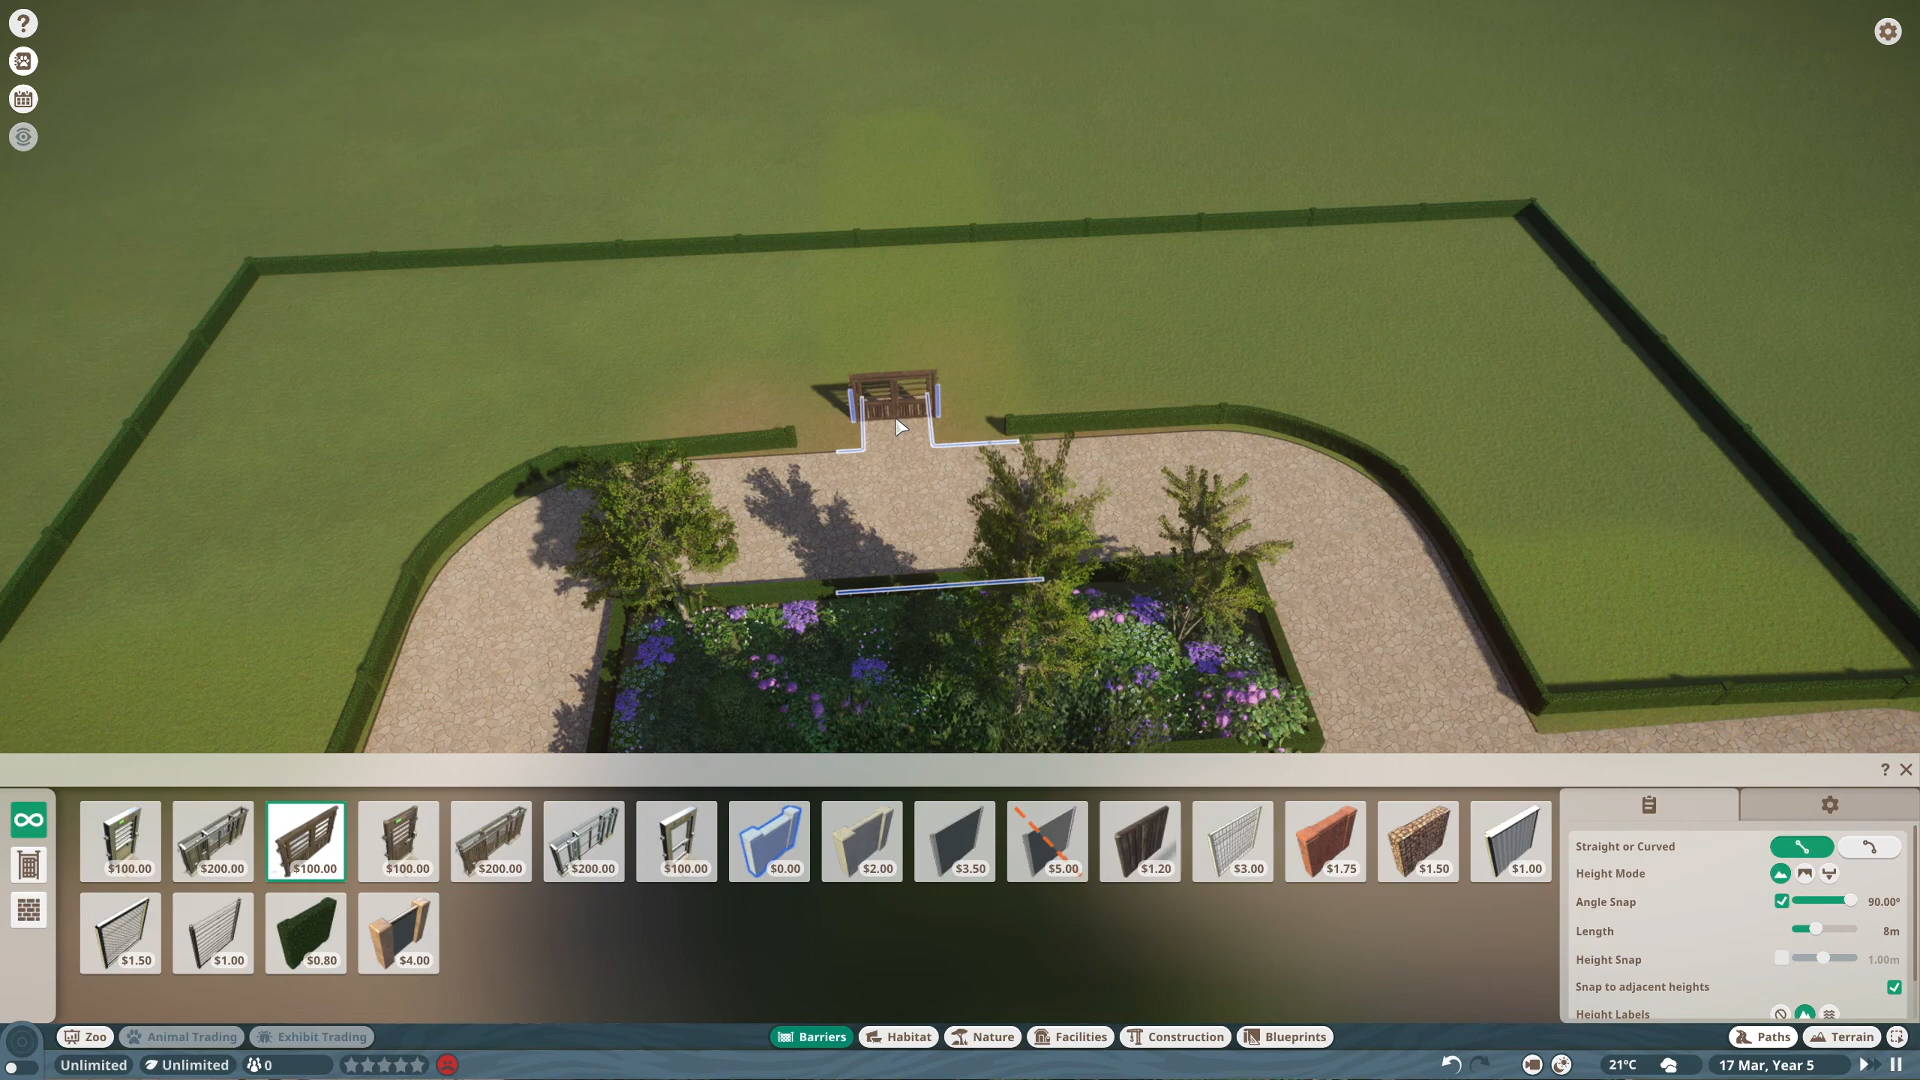 ?
? ×
$100.00 $200.00 $100.00 $100.00 $200.00 $200.00 $100.00 $0.00 $2.00 $3.50 $5.00 $1.20 $3.00 $1.75 $1.50 $1.00
$1.50 $1.00 $0.80 $4.00
Straight or Curved
Height Mode
Angle Snap 90.00°
Length 8m
Height Snap 1.00m
Snap to adjacent heights
Height Labels
Zoo Animal Trading Exhibit Trading Barriers Habitat Nature Facilities Construction Blueprints Paths Terrain
Unlimited Unlimited 0 21°C 17 Mar, Year 5